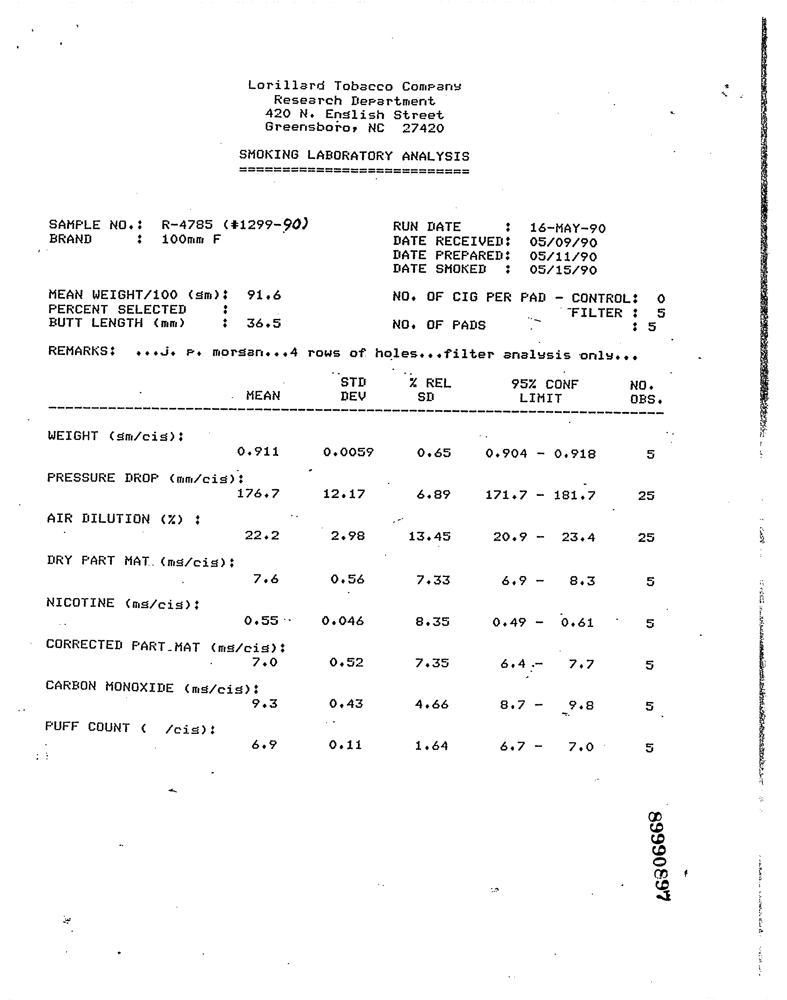 Lorillard Tobacco Company
Research Department
420 N. English Street
Greensboro, NC 27420
SMOKING LABORATORY ANALYSIS
===========================
SAMPLE NO.: R-4785 (#1299-90) RUN DATE : 16-MAY-90
BRAND : 100mm F DATE RECEIVED: 05/09/90
DATE PREPARED: 05/11/90
DATE SMOKED : 05/15/90
MEAN WEIGHT/100 (gm): 91.6 NO. OF CIG PER PAD - CONTROL: 0
PERCENT SELECTED : FILTER : 5
BUTT LENGTH (mm) : 36.5 NO. OF PADS : 5
REMARKS: ...J. P. morgan...4 rows of holes...filter analysis only...
STD % REL 95% CONF NO.
MEAN DEV SD LIMIT OBS.
WEIGHT (gm/cig):
0.911 0.0059 0.65 0.904 - 0.918 5
PRESSURE DROP (mm/cig):
176.7 12.17 6.89 171.7 - 181.7 25
AIR DILUTION (%) :
22.2 2.98 13.45 20.9 - 23.4 25
DRY PART MAT (mg/cig):
7.6 0.56 7.33 6.9 - 8.3 5
NICOTINE (mg/cig):
0.55 0.046 8.35 0.49 - 0.61 5
CORRECTED PART MAT (mg/cig):
7.0 0.52 7.35 6.4 - 7.7 5
CARBON MONOXIDE (mg/cig):
9.3 0.43 4.66 8.7 - 9.8 5
PUFF COUNT ( /cig):
6.9 0.11 1.64 6.7 - 7.0 5
89990897